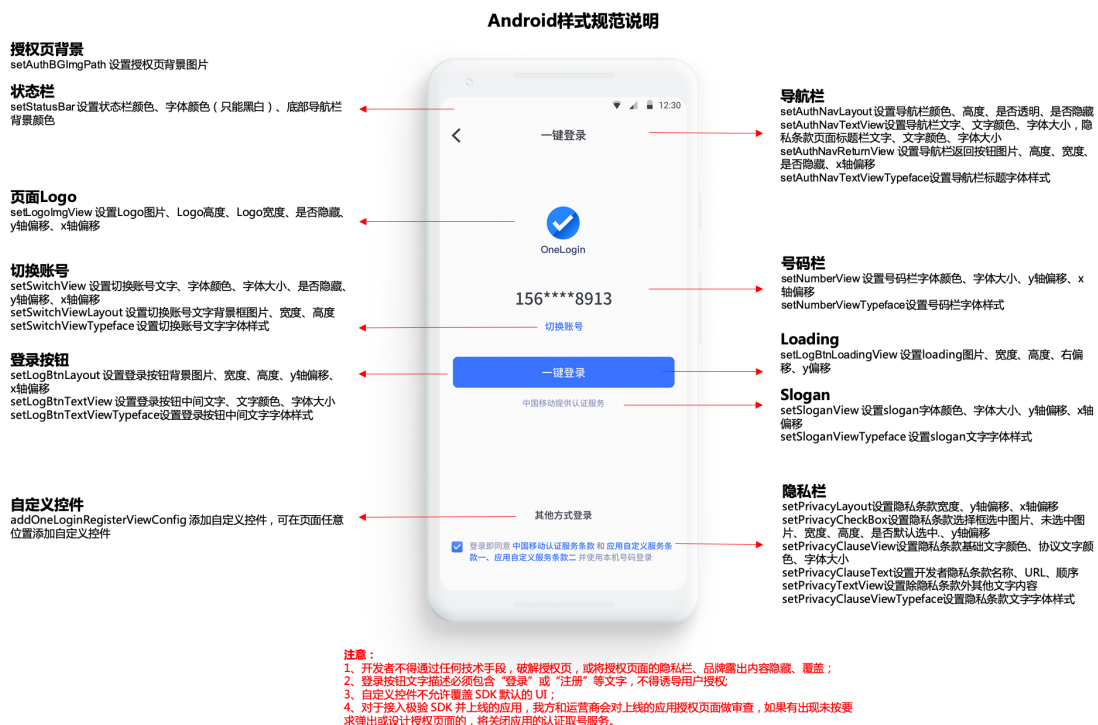 Android样式规范说明
授权页背景
setAuthBGImgPath 设置授权页背景图片
状态栏
setStatusBar设置状态栏颜色、字体颜色（只能黑白）、底部导航栏
背景颜色
页面Logo
setLogoImgView 设置Logo图片、Logo高度、Logo宽度、是否隐藏、
y轴偏移、x轴偏移
切换账号
setSwitchView 设置切换账号文字、字体颜色、字体大小、是否隐藏、
y轴偏移、x轴偏移
setSwitchViewLayout 设置切换账号文字背景框图片、宽度、高度
setSwitchViewTypeface 设置切换账号文字字体样式
登录按钮
setLogBtnLayout 设置登录按钮背景图片、宽度、高度、y轴偏移、
x轴偏移
setLogBtnTextView 设置登录按钮中间文字、文字颜色、字体大小
setLogBtnTextViewTypeface设置登录按钮中间文字字体样式
自定义控件
addOneLoginRegisterViewConfig 添加自定义控件，可在页面任意
位置添加自定义控件
12:30
一键登录
OneLogin
156****8913
切换账号
一键登录
中国移动提供认证服务
其他方式登录
登录即同意 中国移动认证服务条款 和 应用自定义服务条
款一、应用自定义服务条款二 并使用本机号码登录
导航栏
setAuthNavLayout设置导航栏颜色、高度、是否透明、是否隐藏
setAuthNavTextView设置导航栏文字、文字颜色、字体大小，隐
私条款页面标题栏文字、文字颜色、字体大小
setAuthNavReturnView 设置导航栏返回按钮图片、高度、宽度、
是否隐藏、x轴偏移
setAuthNavTextViewTypeface设置导航栏标题字体样式
号码栏
setNumberView 设置号码栏字体颜色、字体大小、y轴偏移、x
轴偏移
setNumberViewTypeface设置号码栏字体样式
Loading
setLogBtnLoadingView 设置loading图片、宽度、高度、右偏
移、y偏移
Slogan
setSloganView 设置slogan字体颜色、字体大小、y轴偏移、x轴
偏移
setSloganViewTypeface 设置slogan文字字体样式
隐私栏
setPrivacyLayout设置隐私条款宽度、y轴偏移、x轴偏移
setPrivacyCheckBox设置隐私条款选择框选中图片、未选中图
片、宽度、高度、是否默认选中、y轴偏移
setPrivacyClauseView设置隐私条款基础文字颜色、协议文字颜
色、字体大小
setPrivacyClauseText设置开发者隐私条款名称、URL、顺序
setPrivacyTextView设置除隐私条款外其他文字内容
setPrivacyClauseViewTypeface设置隐私条款文字字体样式
注意：
1、开发者不得通过任何技术手段，破解授权页，或将授权页面的隐私栏、品牌露出内容隐藏、覆盖；
2、登录按钮文字描述必须包含“登录”或“注册”等文字，不得诱导用户授权;
3、自定义控件不允许覆盖 SDK 默认的 UI；
4、对于接入极验 SDK 并上线的应用，我方和运营商会对上线的应用授权页面做审查，如果有出现未按要
求弹出或设计授权页面的，将关闭应用的认证取号服务。